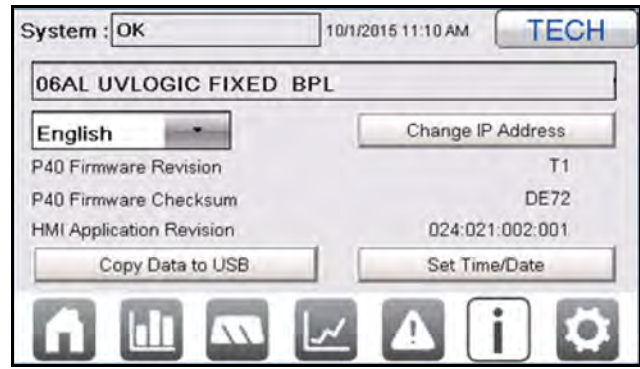 System : OK 10/1/2015 11:10 AM TECH
06AL UVLOGIC FIXED BPL
English Change IP Address
P40 Firmware Revision T1
P40 Firmware Checksum DE72
HMI Application Revision 024:021:002:001
Copy Data to USB Set Time/Date
i